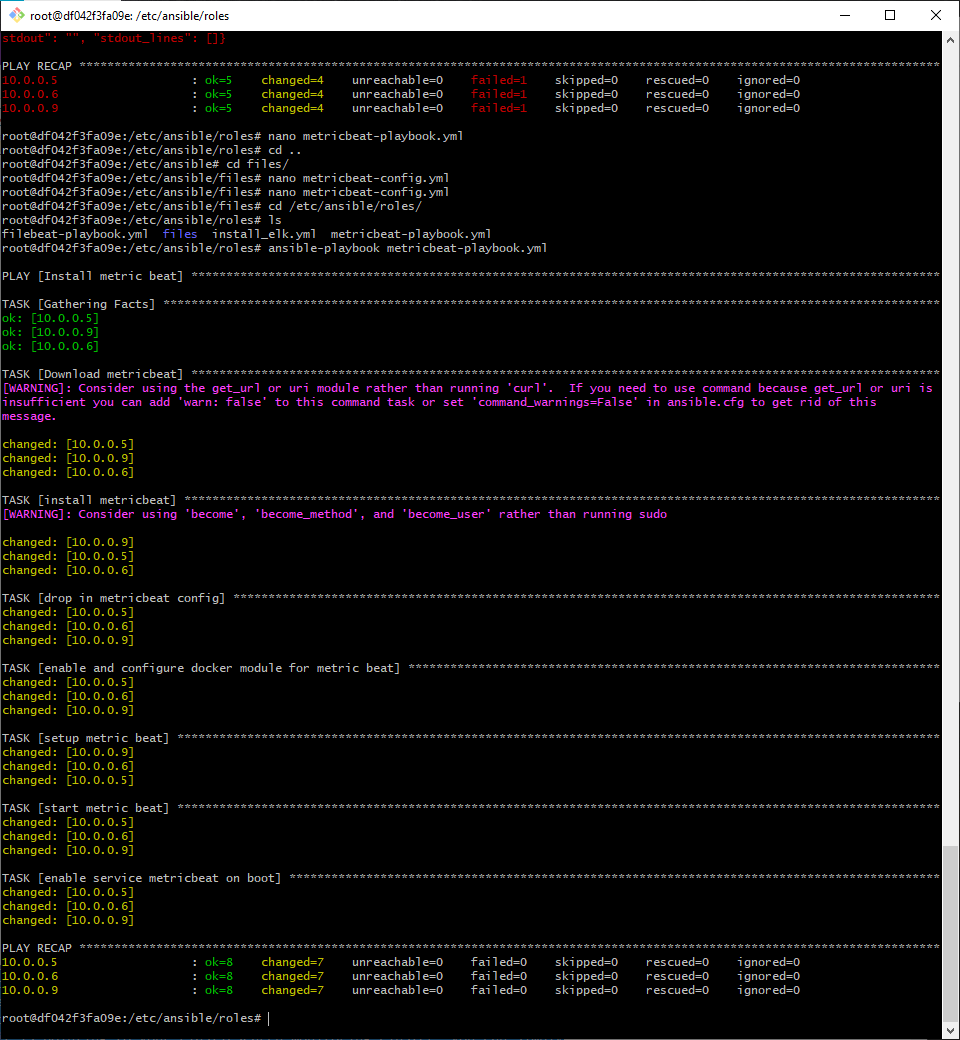 root@df042f3fa09e: /etc/ansible/roles
stdout": "", "stdout_lines": []}
PLAY RECAP *************************************************************************************************************************
10.0.0.5 : ok=5 changed=4 unreachable=0 failed=1 skipped=0 rescued=0 ignored=0
10.0.0.6 : ok=5 changed=4 unreachable=0 failed=1 skipped=0 rescued=0 ignored=0
10.0.0.9 : ok=5 changed=4 unreachable=0 failed=1 skipped=0 rescued=0 ignored=0
root@df042f3fa09e:/etc/ansible/roles# nano metricbeat-playbook.yml
root@df042f3fa09e:/etc/ansible/roles# cd ..
root@df042f3fa09e:/etc/ansible# cd files/
root@df042f3fa09e:/etc/ansible/files# nano metricbeat-config.yml
root@df042f3fa09e:/etc/ansible/files# nano metricbeat-config.yml
root@df042f3fa09e:/etc/ansible/files# cd /etc/ansible/roles/
root@df042f3fa09e:/etc/ansible/roles# ls
filebeat-playbook.yml files install_elk.yml metricbeat-playbook.yml
root@df042f3fa09e:/etc/ansible/roles# ansible-playbook metricbeat-playbook.yml
PLAY [Install metric beat] *********************************************************************************************************
TASK [Gathering Facts] *************************************************************************************************************
ok: [10.0.0.5]
ok: [10.0.0.9]
ok: [10.0.0.6]
TASK [Download metricbeat] *********************************************************************************************************
[WARNING]: Consider using the get_url or uri module rather than running 'curl'.  If you need to use command because get_url or uri is
insufficient you can add 'warn: false' to this command task or set 'command_warnings=False' in ansible.cfg to get rid of this
message.
changed: [10.0.0.5]
changed: [10.0.0.9]
changed: [10.0.0.6]
TASK [install metricbeat] **********************************************************************************************************
[WARNING]: Consider using 'become', 'become_method', and 'become_user' rather than running sudo
changed: [10.0.0.9]
changed: [10.0.0.5]
changed: [10.0.0.6]
TASK [drop in metricbeat config] ***************************************************************************************************
changed: [10.0.0.5]
changed: [10.0.0.6]
changed: [10.0.0.9]
TASK [enable and configure docker module for metric beat] **************************************************************************
changed: [10.0.0.5]
changed: [10.0.0.6]
changed: [10.0.0.9]
TASK [setup metric beat] ***********************************************************************************************************
changed: [10.0.0.9]
changed: [10.0.0.6]
changed: [10.0.0.5]
TASK [start metric beat] ***********************************************************************************************************
changed: [10.0.0.5]
changed: [10.0.0.6]
changed: [10.0.0.9]
TASK [enable service metricbeat on boot] *******************************************************************************************
changed: [10.0.0.5]
changed: [10.0.0.6]
changed: [10.0.0.9]
PLAY RECAP *************************************************************************************************************************
10.0.0.5 : ok=8 changed=7 unreachable=0 failed=0 skipped=0 rescued=0 ignored=0
10.0.0.6 : ok=8 changed=7 unreachable=0 failed=0 skipped=0 rescued=0 ignored=0
10.0.0.9 : ok=8 changed=7 unreachable=0 failed=0 skipped=0 rescued=0 ignored=0
root@df042f3fa09e:/etc/ansible/roles#